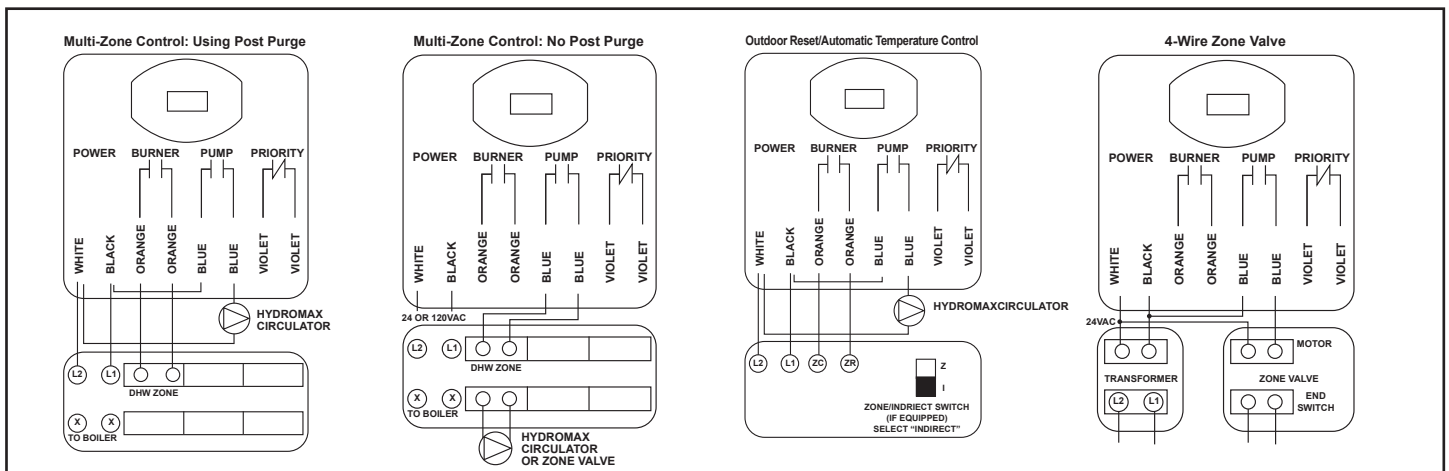 Multi-Zone Control: Using Post Purge
POWER BURNER PUMP PRIORITY
WHITE
BLACK
ORANGE
ORANGE
BLUE
BLUE
VIOLET
VIOLET
HYDROMAX
CIRCULATOR
L2 L1
DHW ZONE
X X
TO BOILER
Multi-Zone Control: No Post Purge
POWER BURNER PUMP PRIORITY
WHITE
BLACK
ORANGE
ORANGE
BLUE
BLUE
VIOLET
VIOLET
24 OR 120VAC
L2 L1
DHW ZONE
X X
TO BOILER
HYDROMAX
CIRCULATOR
OR ZONE VALVE
Outdoor Reset/Automatic Temperature Control
POWER BURNER PUMP PRIORITY
WHITE
BLACK
ORANGE
ORANGE
BLUE
BLUE
VIOLET
VIOLET
HYDROMAXCIRCULATOR
L2 L1 ZC ZR
Z
I
ZONE/INDRIECT SWITCH
(IF EQUIPPED)
SELECT “INDIRECT”
4-Wire Zone Valve
POWER BURNER PUMP PRIORITY
WHITE
BLACK
ORANGE
ORANGE
BLUE
BLUE
VIOLET
VIOLET
24VAC
MOTOR
TRANSFORMER
ZONE VALVE
L2 L1
END
SWITCH